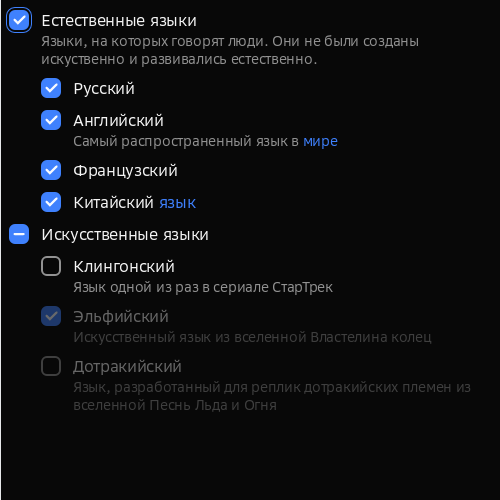 Естественные языки
Языки, на которых говорят люди. Они не были созданы
искуственно и развивались естественно.
Русский
Английский
Самый распространенный язык в мире
Французский
Китайский язык
Искусственные языки
Клингонский
Язык одной из раз в сериале СтарТрек
Эльфийский
Искусственный язык из вселенной Властелина колец
Дотракийский
Язык, разработанный для реплик дотракийских племен из
вселенной Песнь Льда и Огня